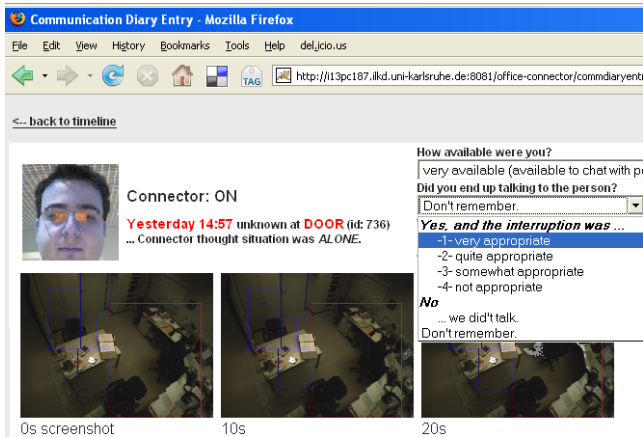 Communication Diary Entry - Mozilla Firefox
File Edit View History Bookmarks Tools Help del.icio.us
TAG
http://i13pc187.ilkd.uni-karlsruhe.de:8081/office-connector/commdiaryentr
<-- back to timeline
How available were you?
very available (available to chat with pe
Did you end up talking to the person?
Don't remember.
Yes, and the interruption was ...
-1- very appropriate
-2- quite appropriate
-3- somewhat appropriate
-4- not appropriate
No
... we didn't talk.
Don't remember.
Connector: ON
Yesterday 14:57 unknown at DOOR (id: 736)
... Connector thought situation was ALONE.
0s screenshot
10s
20s